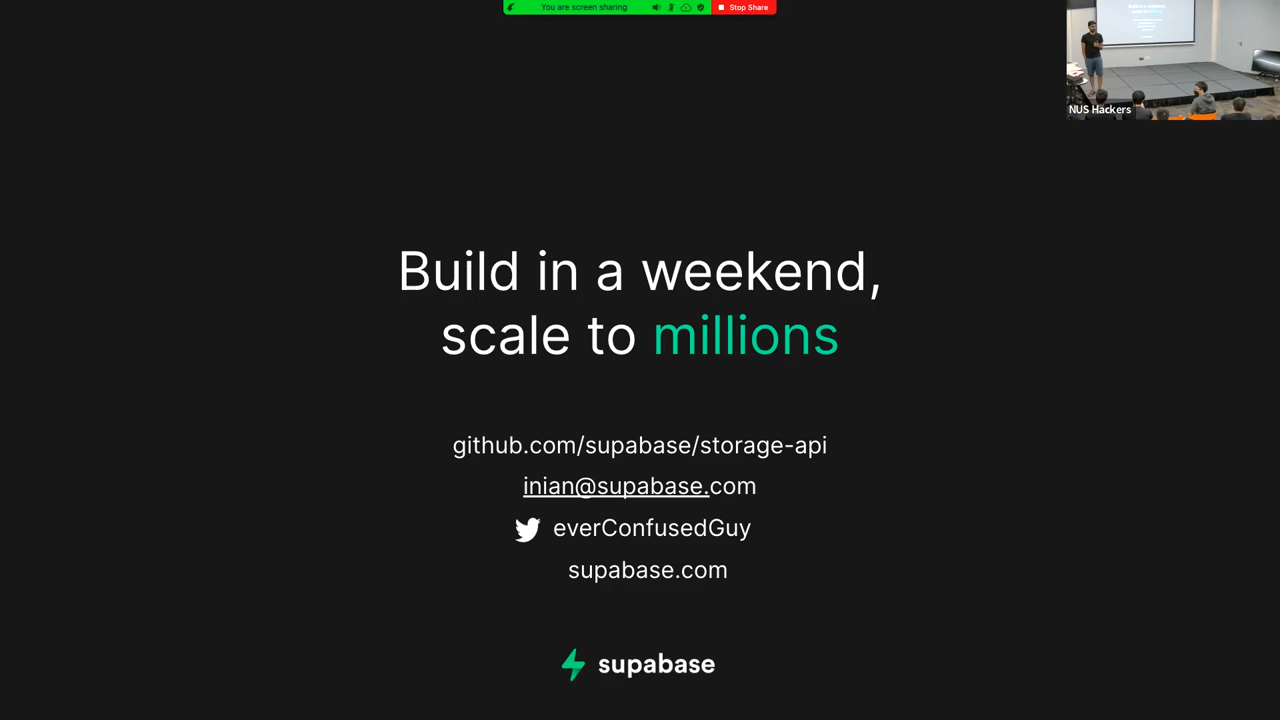 You are screen sharing
Stop Share
NUS Hackers
Build in a weekend,
scale to millions
github.com/supabase/storage-api
inian@supabase.com
everConfusedGuy
supabase.com
supabase